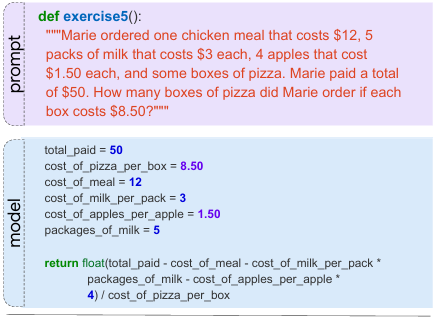 prompt
def exercise5():
"""Marie ordered one chicken meal that costs $12, 5
packs of milk that costs $3 each, 4 apples that cost
$1.50 each, and some boxes of pizza. Marie paid a total
of $50. How many boxes of pizza did Marie order if each
box costs $8.50?"""
model
total_paid = 50
cost_of_pizza_per_box = 8.50
cost_of_meal = 12
cost_of_milk_per_pack = 3
cost_of_apples_per_apple = 1.50
packages_of_milk = 5
return float(total_paid - cost_of_meal - cost_of_milk_per_pack *
packages_of_milk - cost_of_apples_per_apple *
4) / cost_of_pizza_per_box